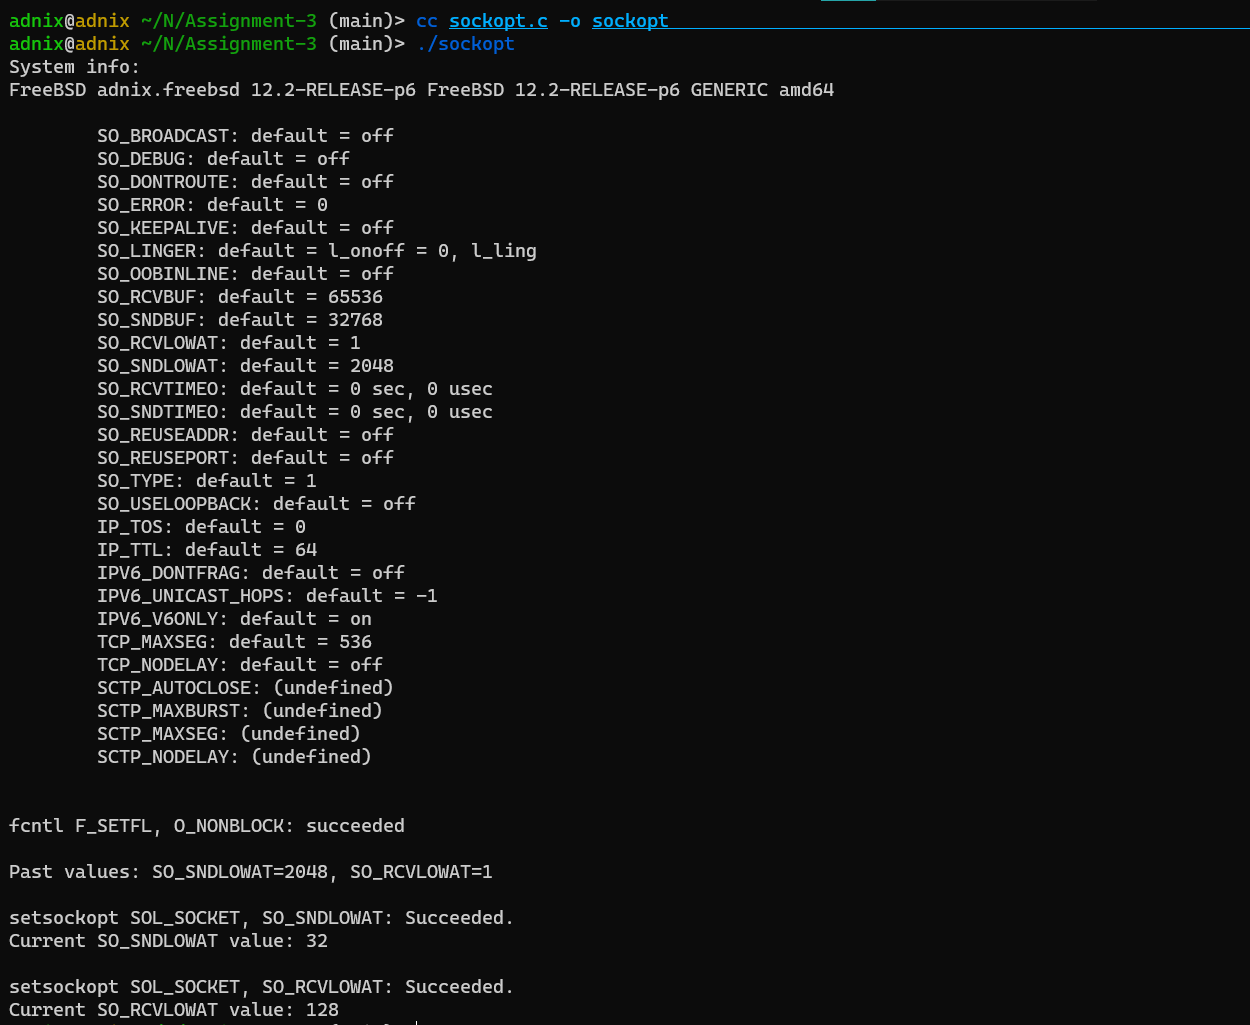 adnix@adnix ~/N/Assignment-3 (main)> cc sockopt.c -o sockopt
adnix@adnix ~/N/Assignment-3 (main)> ./sockopt
System info:
FreeBSD adnix.freebsd 12.2-RELEASE-p6 FreeBSD 12.2-RELEASE-p6 GENERIC amd64
SO_BROADCAST: default = off
SO_DEBUG: default = off
SO_DONTROUTE: default = off
SO_ERROR: default = 0
SO_KEEPALIVE: default = off
SO_LINGER: default = l_onoff = 0, l_ling
SO_OOBINLINE: default = off
SO_RCVBUF: default = 65536
SO_SNDBUF: default = 32768
SO_RCVLOWAT: default = 1
SO_SNDLOWAT: default = 2048
SO_RCVTIMEO: default = 0 sec, 0 usec
SO_SNDTIMEO: default = 0 sec, 0 usec
SO_REUSEADDR: default = off
SO_REUSEPORT: default = off
SO_TYPE: default = 1
SO_USELOOPBACK: default = off
IP_TOS: default = 0
IP_TTL: default = 64
IPV6_DONTFRAG: default = off
IPV6_UNICAST_HOPS: default = -1
IPV6_V6ONLY: default = on
TCP_MAXSEG: default = 536
TCP_NODELAY: default = off
SCTP_AUTOCLOSE: (undefined)
SCTP_MAXBURST: (undefined)
SCTP_MAXSEG: (undefined)
SCTP_NODELAY: (undefined)
fcntl F_SETFL, O_NONBLOCK: succeeded
Past values: SO_SNDLOWAT=2048, SO_RCVLOWAT=1
setsockopt SOL_SOCKET, SO_SNDLOWAT: Succeeded.
Current SO_SNDLOWAT value: 32
setsockopt SOL_SOCKET, SO_RCVLOWAT: Succeeded.
Current SO_RCVLOWAT value: 128